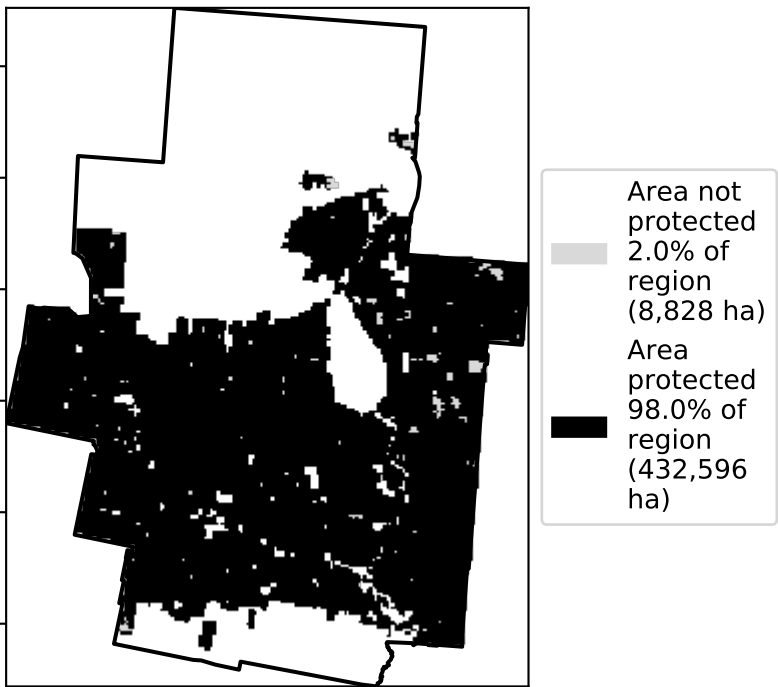 Area not
protected
2.0% of
region
(8,828 ha)
Area
protected
98.0% of
region
(432,596
ha)